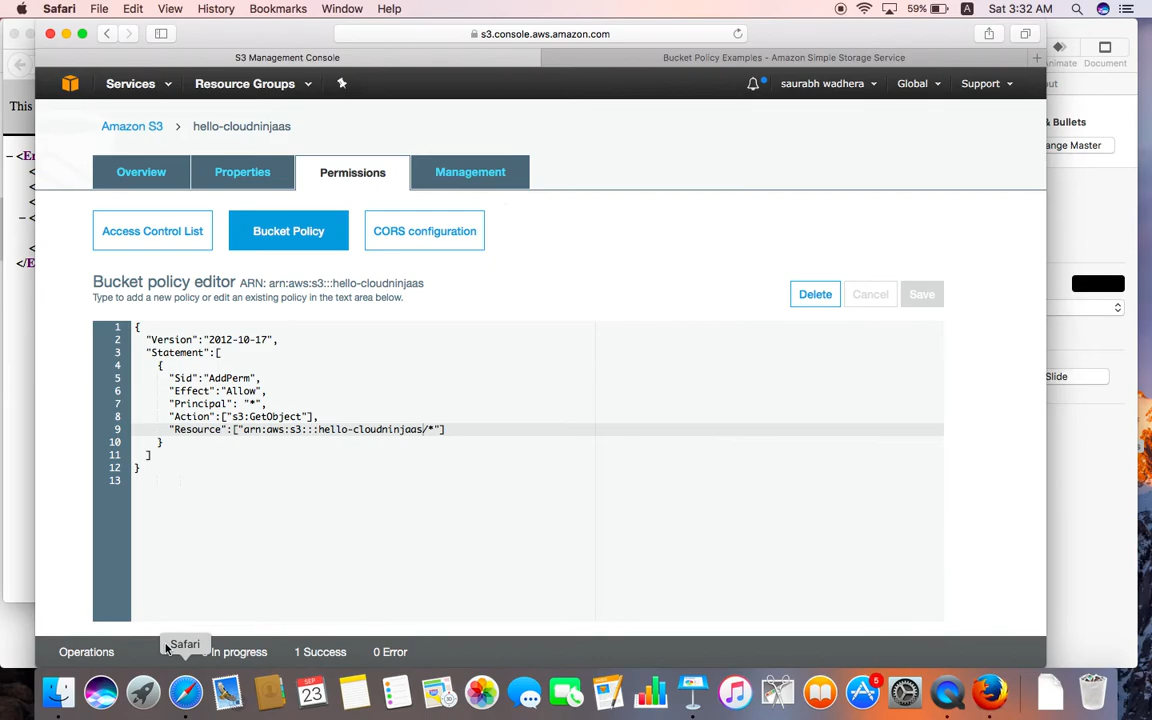 Safari File Edit View History Bookmarks Window Help 59% A Sat 3:32 AM
s3.console.aws.amazon.com
S3 Management Console Bucket Policy Examples - Amazon Simple Storage Service
Animate Document
Services Resource Groups saurabh wadhera Global Support
This
Amazon S3 > hello-cloudninjaas
& Bullets
ange Master
Overview Properties Permissions Management
Access Control List Bucket Policy CORS configuration
Bucket policy editor ARN: arn:aws:s3:::hello-cloudninjaas
Type to add a new policy or edit an existing policy in the text area below.
Delete Cancel Save
1 {
2 "Version":"2012-10-17",
3 "Statement":[
4 {
5 "Sid":"AddPerm",
6 "Effect":"Allow",
7 "Principal": "*",
8 "Action":["s3:GetObject"],
9 "Resource":["arn:aws:s3:::hello-cloudninjaas/*"]
10 }
11 ]
12 }
13
Slide
Safari
Operations In progress 1 Success 0 Error
SEP
23
5